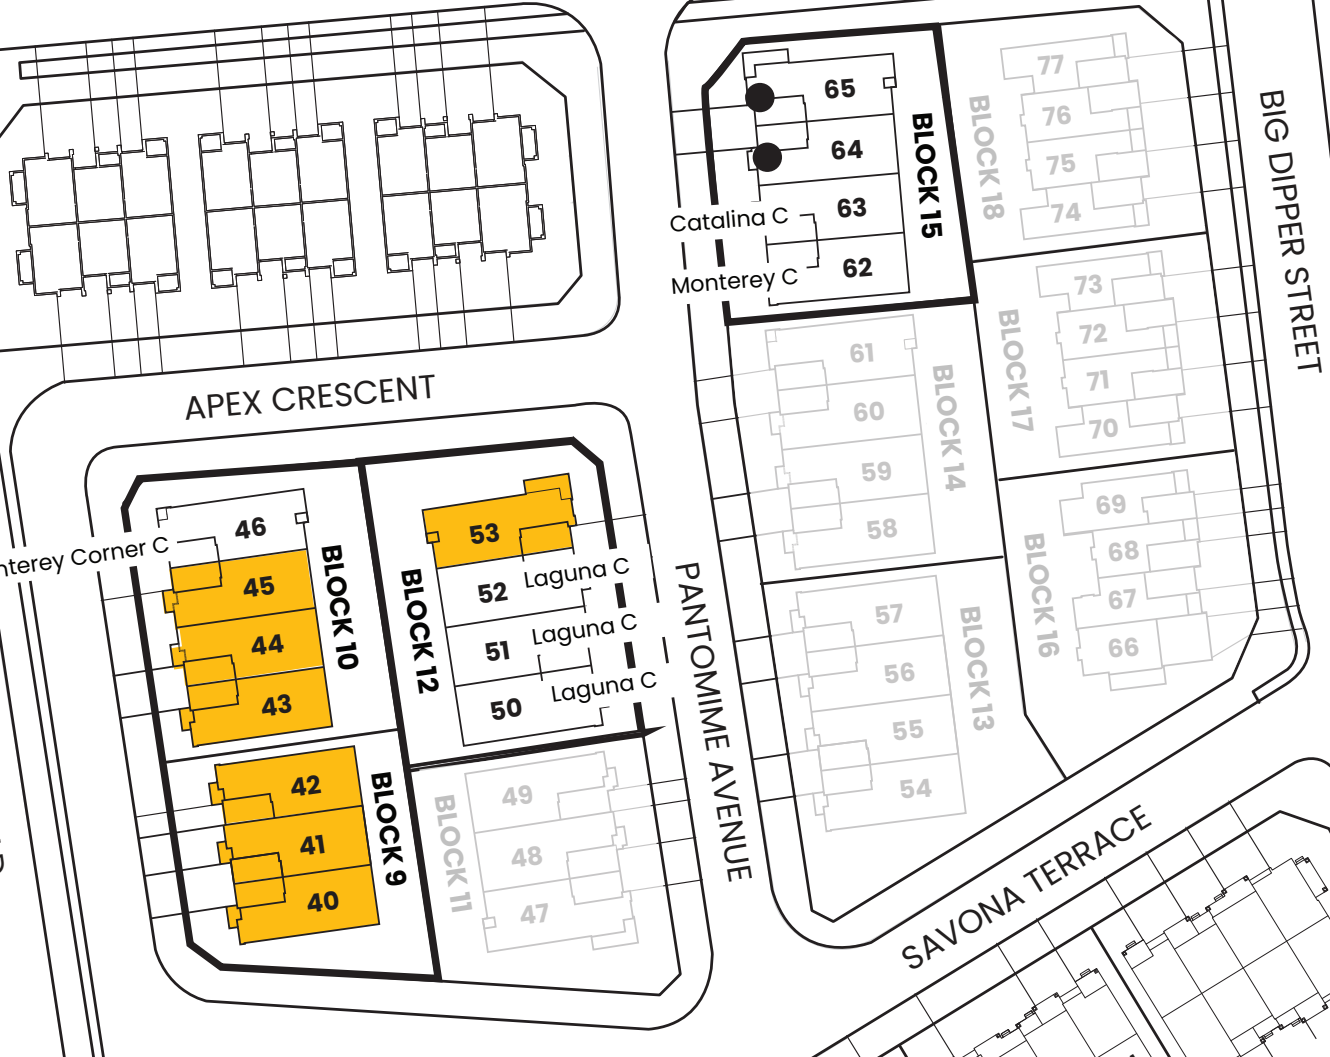 65
64
63
62
BLOCK 15
Catalina C
Monterey C
77
76
75
74
BLOCK 18
BIG DIPPER STREET
73
72
71
70
BLOCK 17
61
60
59
58
BLOCK 14
69
68
67
66
BLOCK 16
57
56
55
54
BLOCK 13
APEX CRESCENT
46
nterey Corner C
45
44
43
BLOCK 10
53
52
Laguna C
51
Laguna C
50
Laguna C
BLOCK 12
PANTOMIME AVENUE
42
41
40
BLOCK 9
49
48
47
BLOCK 11
SAVONA TERRACE